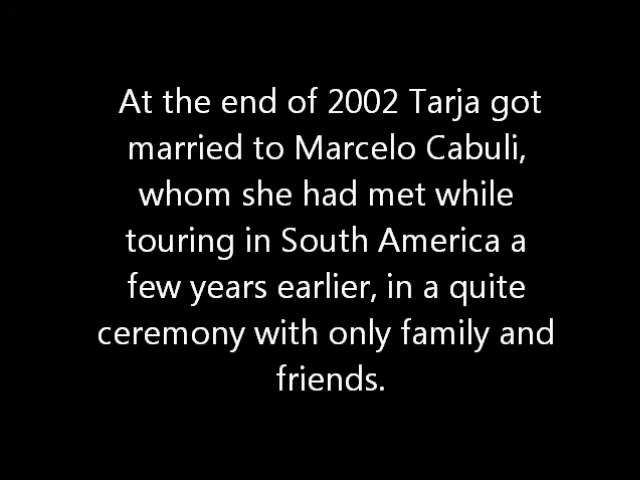 At the end of 2002 Tarja got
married to Marcelo Cabuli,
whom she had met while
touring in South America a
few years earlier, in a quite
ceremony with only family and
friends.